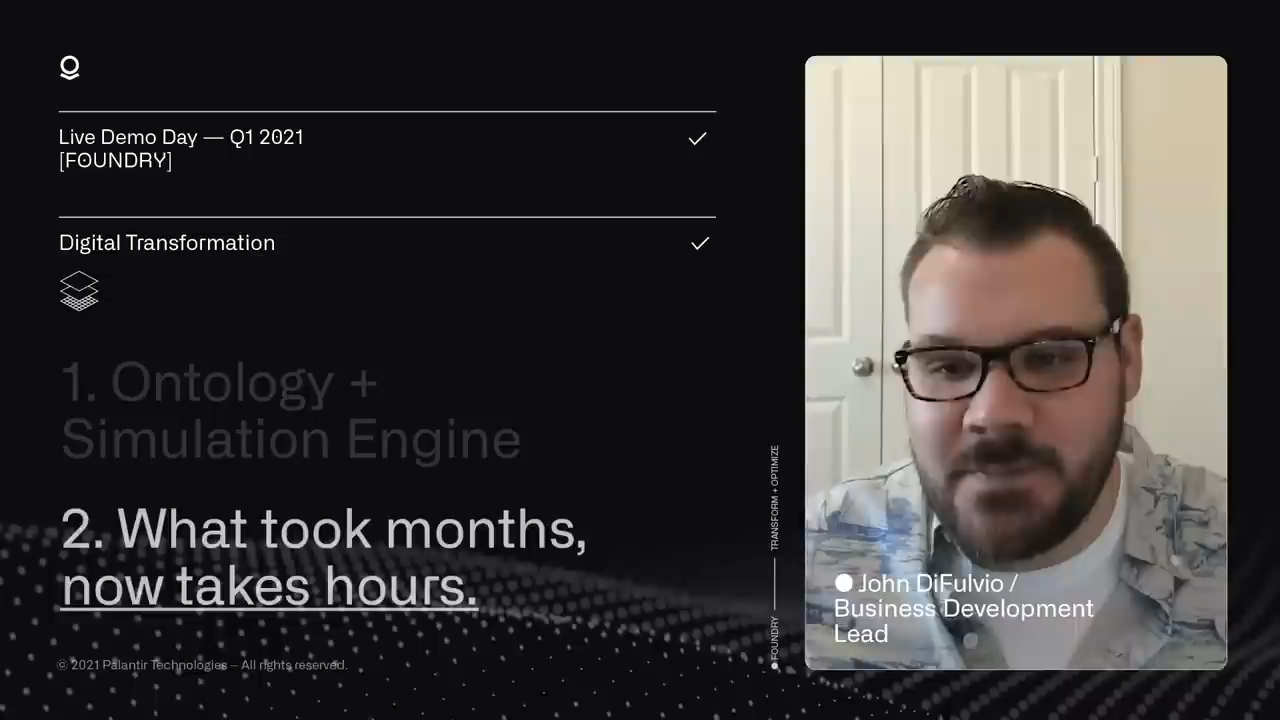 Live Demo Day — Q1 2021
[FOUNDRY]
Digital Transformation
1. Ontology +
Simulation Engine
2. What took months,
now takes hours.
© 2021 Palantir Technologies – All rights reserved.
● FOUNDRY —— TRANSFORM + OPTIMIZE
● John DiFulvio /
Business Development
Lead